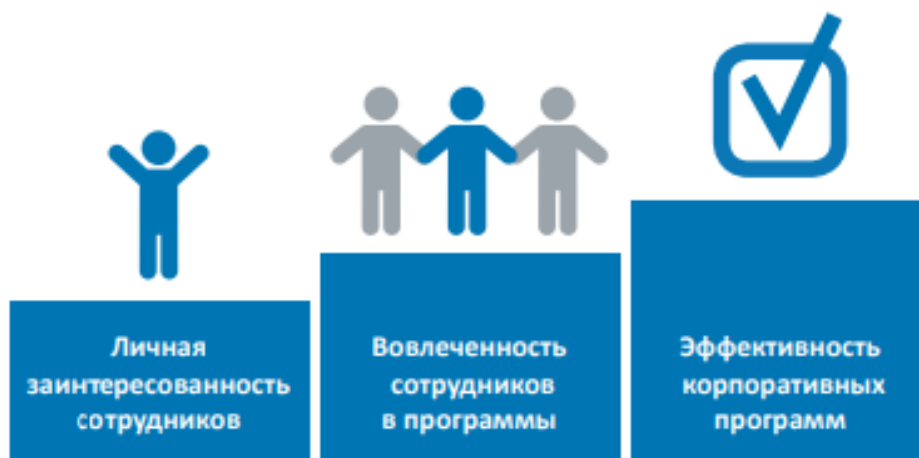 Личная
заинтересованность
сотрудников
Вовлеченность
сотрудников
в программы
Эффективность
корпоративных
программ